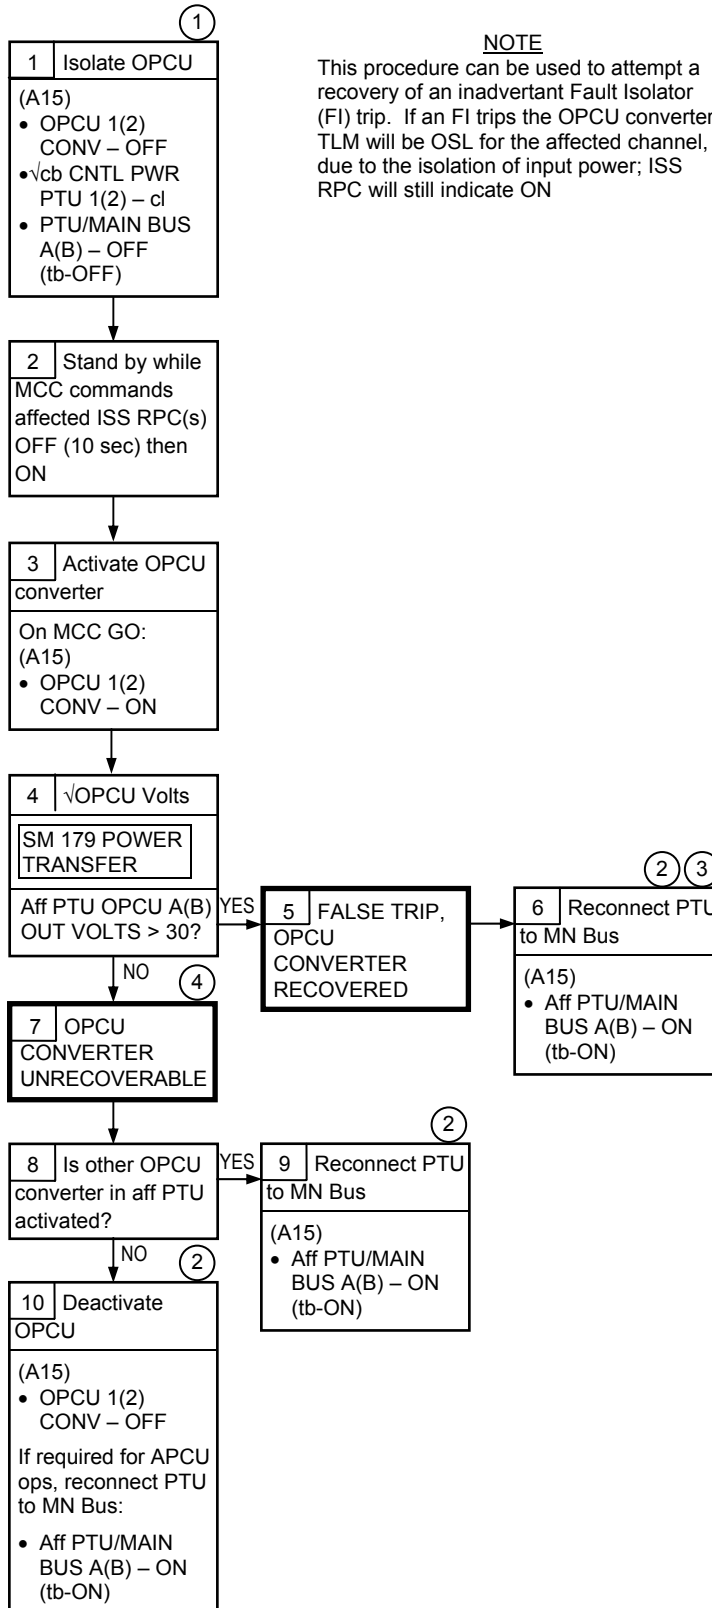 1
1 Isolate OPCU
(A15)
• OPCU 1(2)
CONV – OFF
•√cb CNTL PWR
PTU 1(2) – cl
• PTU/MAIN BUS
A(B) – OFF
(tb-OFF)
NOTE
This procedure can be used to attempt a
recovery of an inadvertant Fault Isolator
(FI) trip. If an FI trips the OPCU converter
TLM will be OSL for the affected channel,
due to the isolation of input power; ISS
RPC will still indicate ON
2 Stand by while
MCC commands
affected ISS RPC(s)
OFF (10 sec) then
ON
3 Activate OPCU
converter
On MCC GO:
(A15)
• OPCU 1(2)
CONV – ON
4 √OPCU Volts
SM 179 POWER
TRANSFER
Aff PTU OPCU A(B)
OUT VOLTS > 30?
YES
5 FALSE TRIP,
OPCU
CONVERTER
RECOVERED
2 3
6 Reconnect PTU
to MN Bus
(A15)
• Aff PTU/MAIN
BUS A(B) – ON
(tb-ON)
NO
4
7 OPCU
CONVERTER
UNRECOVERABLE
8 Is other OPCU
converter in aff PTU
activated?
YES
2
9 Reconnect PTU
to MN Bus
(A15)
• Aff PTU/MAIN
BUS A(B) – ON
(tb-ON)
NO
2
10 Deactivate
OPCU
(A15)
• OPCU 1(2)
CONV – OFF
If required for APCU
ops, reconnect PTU
to MN Bus:
• Aff PTU/MAIN
BUS A(B) – ON
(tb-ON)